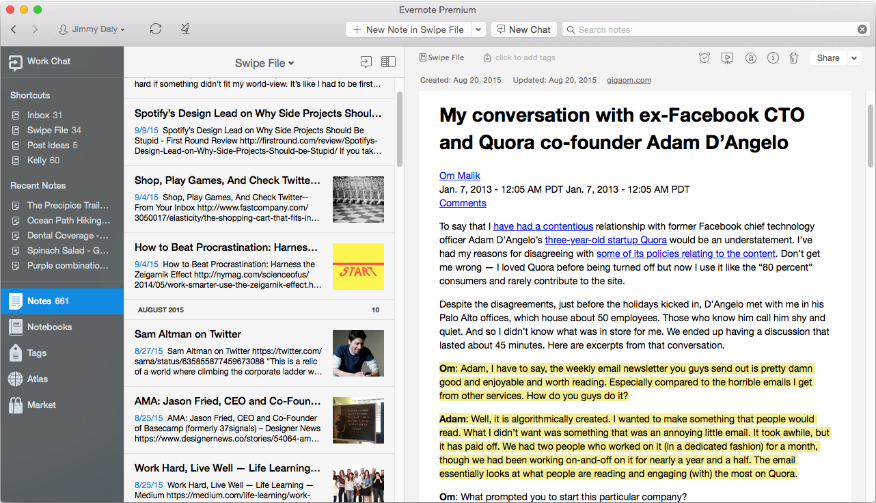 Evernote Premium
Jimmy Daly
New Note in Swipe File
New Chat
Search notes
Work Chat
Shortcuts
Inbox 31
Swipe File 34
Post Ideas 5
Kelly 60
Recent Notes
The Precipice Trail...
Ocean Path Hiking...
Dental Coverage -...
Spinach Salad - G...
Purple combinatio...
Notes 661
Notebooks
Tags
Atlas
Market
Swipe File
hard if something didn't fit my world-view. It's like I had to be first...
Spotify's Design Lead on Why Side Projects Shoul...
9/9/15 Spotify's Design Lead on Why Side Projects Should Be
Stupid - First Round Review http://firstround.com/review/Spotifys-
Design-Lead-on-Why-Side-Projects-Should-be-Stupid/ If you tak...
Shop, Play Games, And Check Twitte...
9/4/15 Shop, Play Games, And Check Twitter--
From Your Inbox http://www.fastcompany.com/
3050017/elasticity/the-shopping-cart-that-fits-in...
How to Beat Procrastination: Harness...
9/4/15 How to Beat Procrastination: Harness the
Zeigarnik Effect http://nymag.com/scienceofus/
2014/05/work-smarter-use-the-zeigarnik-effect.h...
AUGUST 2015 10
Sam Altman on Twitter
8/27/15 Sam Altman on Twitter https://twitter.com/
sama/status/635855877459673088 "This is a relic
of a world where climbing the corporate ladder w...
AMA: Jason Fried, CEO and Co-Foun...
8/25/15 AMA: Jason Fried, CEO and Co-Founder
of Basecamp (formerly 37signals) – Designer News
https://www.designernews.co/stories/54064-am...
Work Hard, Live Well — Life Learning...
8/25/15 Work Hard, Live Well — Life Learning —
Medium https://medium.com/life-learning/work-
START
Swipe File
click to add tags
Share
Created: Aug 20, 2015 Updated: Aug 20, 2015 gigaom.com
My conversation with ex-Facebook CTO
and Quora co-founder Adam D'Angelo
Om Malik
Jan. 7, 2013 - 12:05 AM PDT Jan. 7, 2013 - 12:05 AM PDT
Comments
To say that I have had a contentious relationship with former Facebook chief technology
officer Adam D'Angelo's three-year-old startup Quora would be an understatement. I've
had my reasons for disagreeing with some of its policies relating to the content. Don't get
me wrong — I loved Quora before being turned off but now I use it like the "80 percent"
consumers and rarely contribute to the site.
Despite the disagreements, just before the holidays kicked in, D'Angelo met with me in his
Palo Alto offices, which house about 50 employees. Those who know him call him shy and
quiet. And so I didn't know what was in store for me. We ended up having a discussion that
lasted about 45 minutes. Here are excerpts from that conversation.
Om: Adam, I have to say, the weekly email newsletter you guys send out is pretty damn
good and enjoyable and worth reading. Especially compared to the horrible emails I get
from other services. How do you guys do it?
Adam: Well, it is algorithmically created. I wanted to make something that people would
read. What I didn't want was something that was an annoying little email. It took awhile, but
it has paid off. We had two people who worked on it (in a dedicated fashion) for a month,
though we had been working on-and-off on it for nearly a year and a half. The email
essentially looks at what people are reading and engaging (with) the most on Quora.
Om: What prompted you to start this particular company?